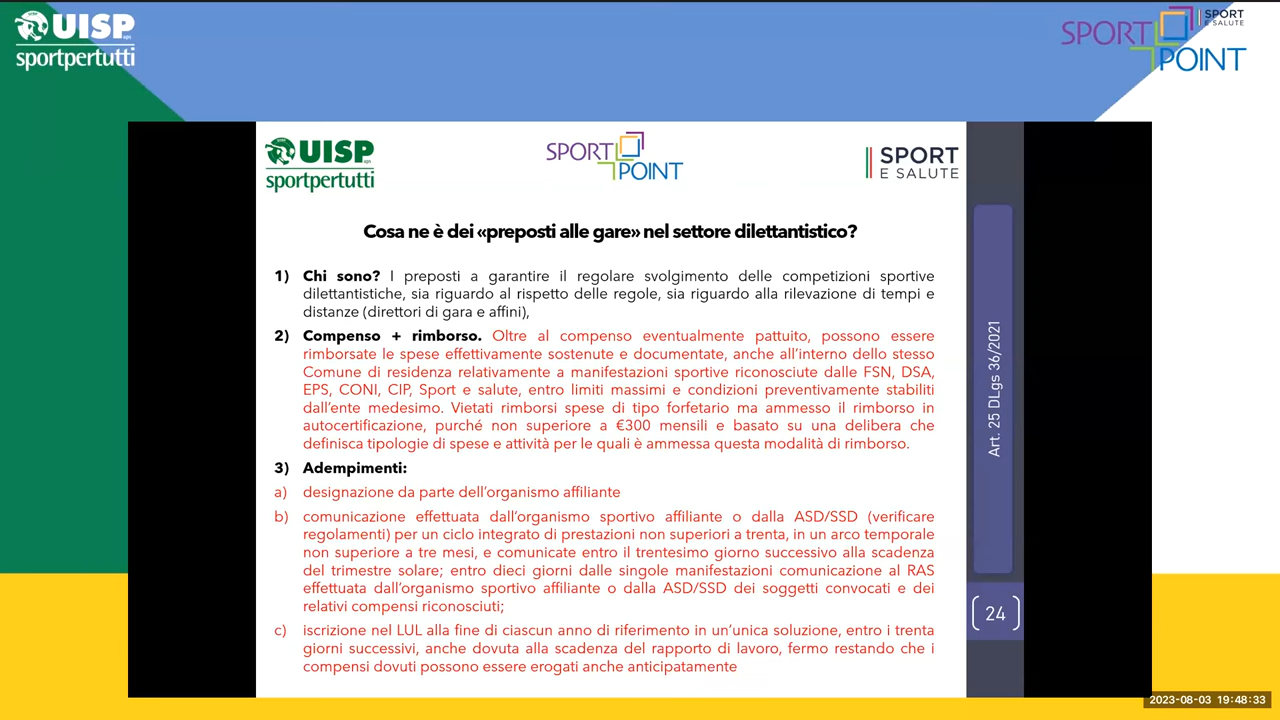 UISP aps
sportpertutti
SPORT POINT
SPORT E SALUTE
UISP aps
sportpertutti
SPORT POINT
SPORT
E SALUTE
Cosa ne è dei «preposti alle gare» nel settore dilettantistico?
1) Chi sono? I preposti a garantire il regolare svolgimento delle competizioni sportive
dilettantistiche, sia riguardo al rispetto delle regole, sia riguardo alla rilevazione di tempi e
distanze (direttori di gara e affini),
2) Compenso + rimborso. Oltre al compenso eventualmente pattuito, possono essere
rimborsate le spese effettivamente sostenute e documentate, anche all'interno dello stesso
Comune di residenza relativamente a manifestazioni sportive riconosciute dalle FSN, DSA,
EPS, CONI, CIP, Sport e salute, entro limiti massimi e condizioni preventivamente stabiliti
dall'ente medesimo. Vietati rimborsi spese di tipo forfetario ma ammesso il rimborso in
autocertificazione, purché non superiore a €300 mensili e basato su una delibera che
definisca tipologie di spese e attività per le quali è ammessa questa modalità di rimborso.
3) Adempimenti:
a) designazione da parte dell'organismo affiliante
b) comunicazione effettuata dall'organismo sportivo affiliante o dalla ASD/SSD (verificare
regolamenti) per un ciclo integrato di prestazioni non superiori a trenta, in un arco temporale
non superiore a tre mesi, e comunicate entro il trentesimo giorno successivo alla scadenza
del trimestre solare; entro dieci giorni dalle singole manifestazioni comunicazione al RAS
effettuata dall'organismo sportivo affiliante o dalla ASD/SSD dei soggetti convocati e dei
relativi compensi riconosciuti;
c) iscrizione nel LUL alla fine di ciascun anno di riferimento in un'unica soluzione, entro i trenta
giorni successivi, anche dovuta alla scadenza del rapporto di lavoro, fermo restando che i
compensi dovuti possono essere erogati anche anticipatamente
Art. 25 DLgs 36/2021
24
2023-08-03 19:48:33